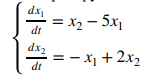 dx₁/dt = x₂ − 5x₁
dx₂/dt = − x₁ + 2x₂